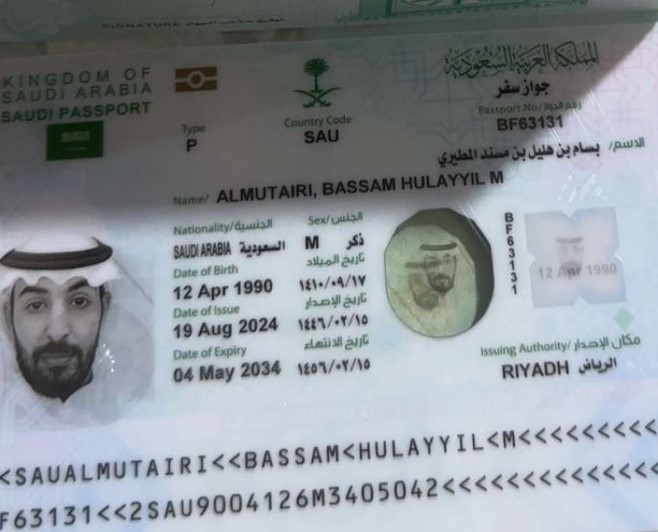 SIGNATURE
KINGDOM OF
SAUDI ARABIA
SAUDI PASSPORT
المملكة العربية السعودية
جواز سفر
Type
P
Country Code
SAU
Passport No/ رقم الجواز
BF63131
الاسم/ بسام بن هليل بن مسند المطيري
Name/ ALMUTAIRI, BASSAM HULAYYIL M
Nationality/الجنسية
Sex/الجنس
SAUDI ARABIA السعودية
M ذكر
Date of Birth تاريخ الميلاد
12 Apr 1990 ١٤١٠/٠٩/١٧
Date of Issue تاريخ الإصدار
19 Aug 2024 ١٤٤٦/٠٢/١٥
Date of Expiry تاريخ الانتهاء
04 May 2034 ١٤٥٦/٠٢/١٥
BF63131
12 Apr 1990
Issuing Authority/ مكان الإصدار
RIYADH الرياض
<SAUALMUTAIRI<<BASSAM<HULAYYIL<M<<<<<<<<<
F63131<<2SAU9004126M3405042<<<<<<<<<<<<<<